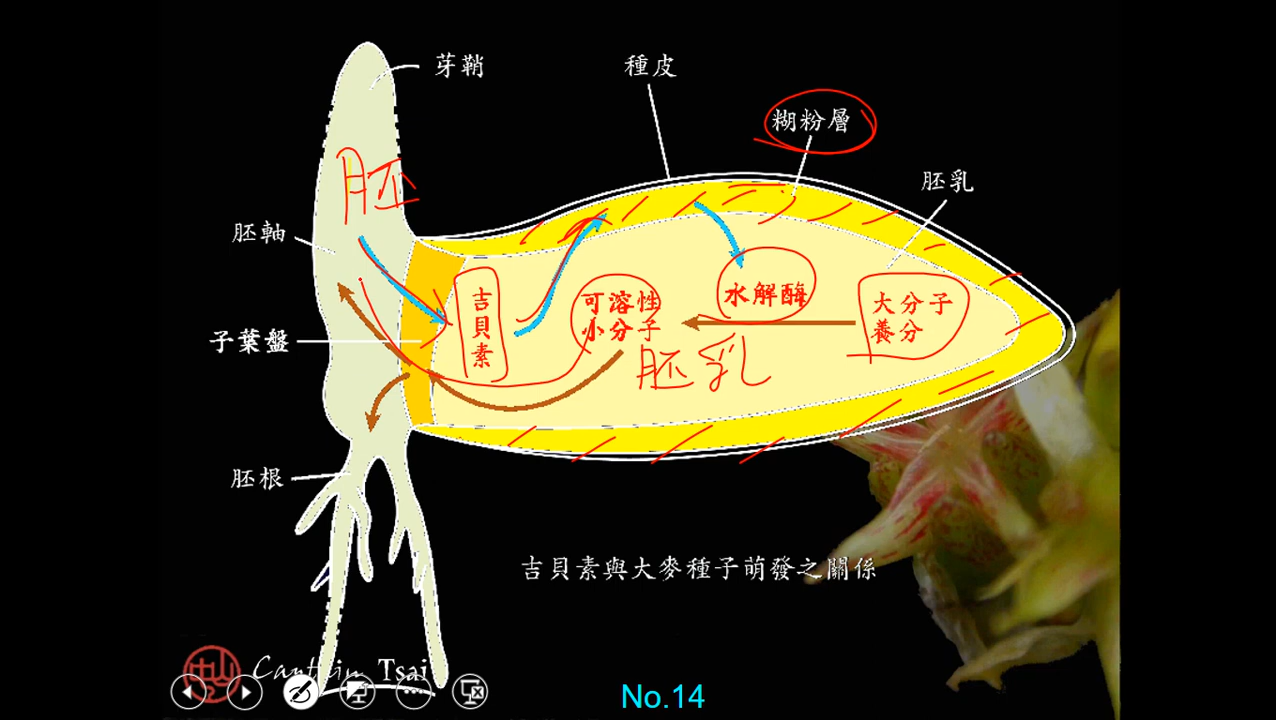 芽鞘
種皮
糊粉層
胚乳
胚
胚軸
吉
貝
素
可溶性
小分子
水解酶
大分子
養分
子葉盤
胚乳
胚根
吉貝素與大麥種子萌發之關係
Tsai
No.14